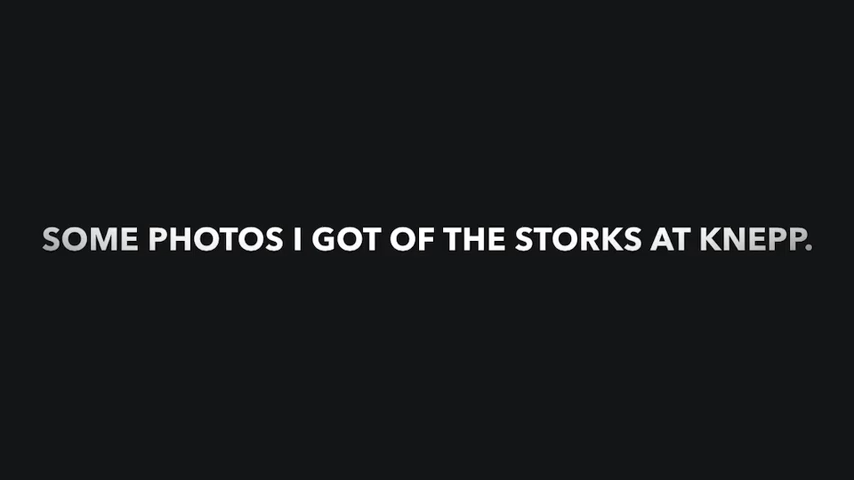 SOME PHOTOS I GOT OF THE STORKS AT KNEPP.